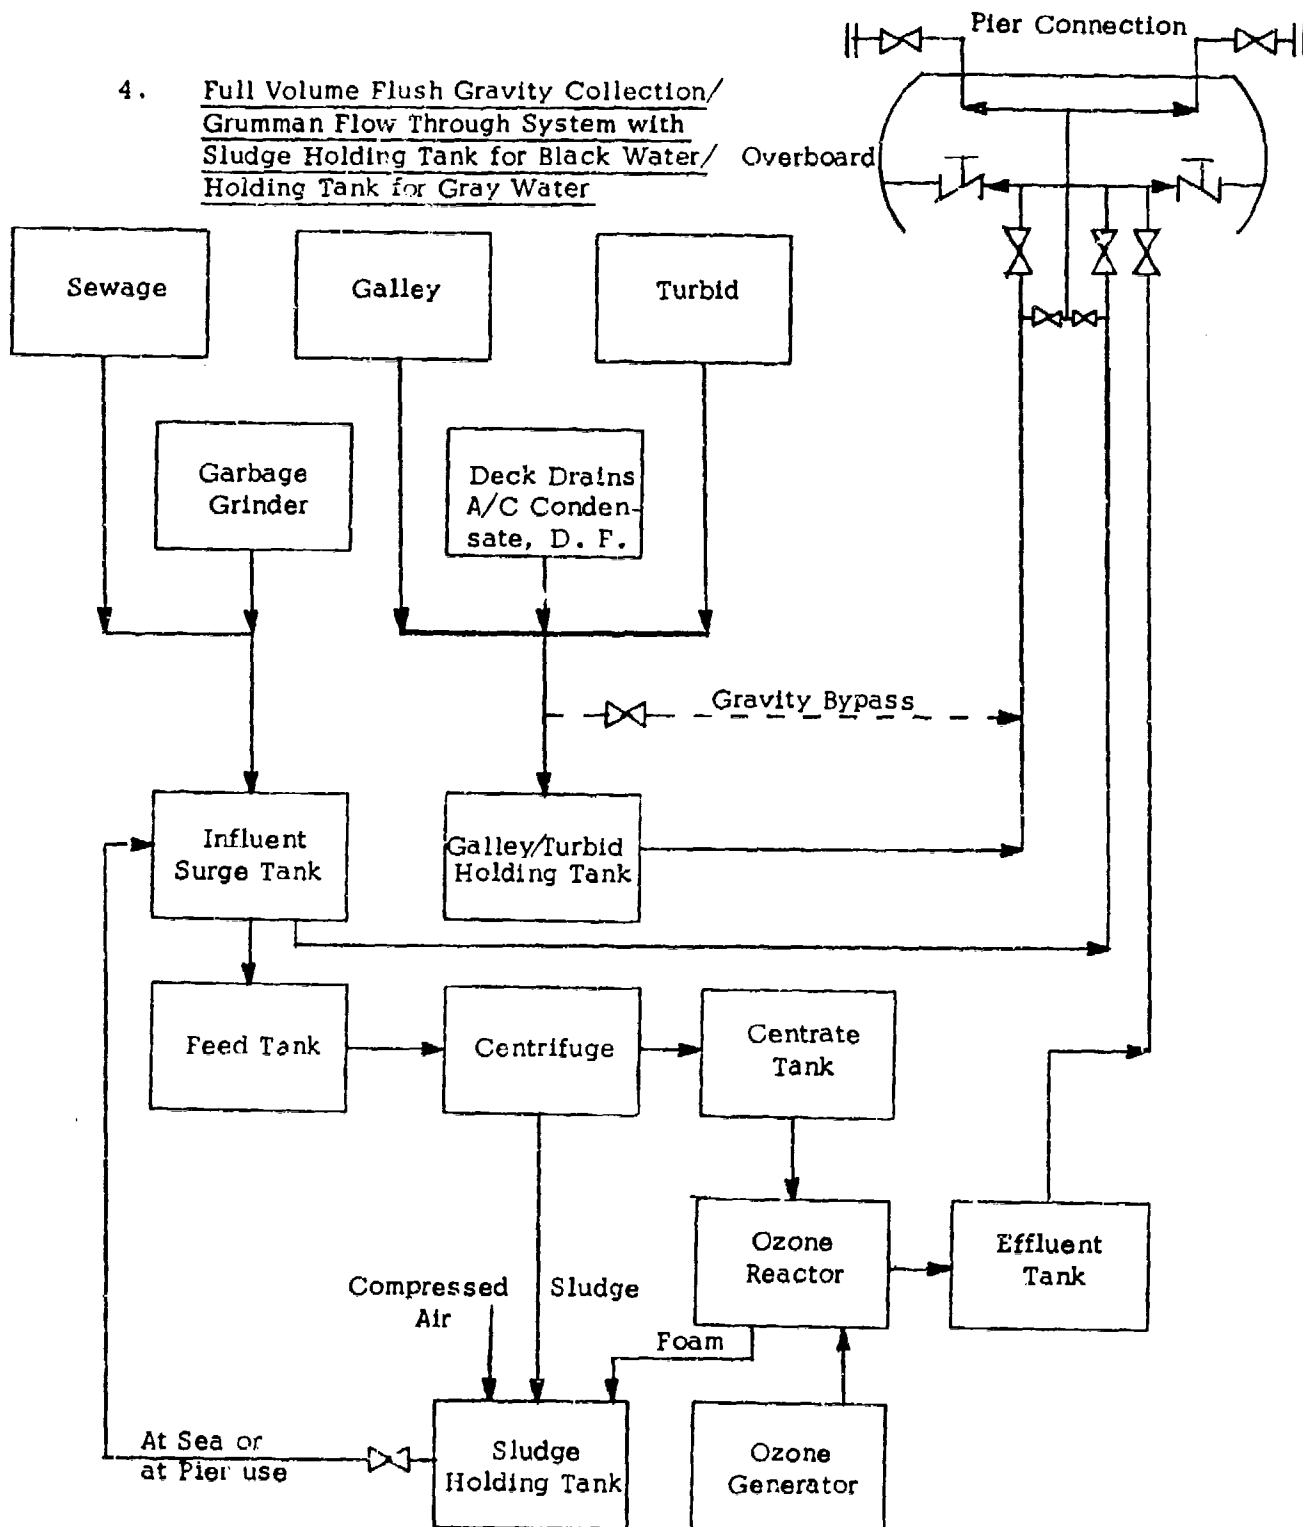 Pier Connection
4. Full Volume Flush Gravity Collection/
Grumman Flow Through System with
Sludge Holding Tank for Black Water/
Holding Tank for Gray Water
Overboard
Sewage
Galley
Turbid
Garbage
Grinder
Deck Drains
A/C Conden-
sate, D. F.
Gravity Bypass
Influent
Surge Tank
Galley/Turbid
Holding Tank
Feed Tank
Centrifuge
Centrate
Tank
Ozone
Reactor
Effluent
Tank
Compressed
Air
Sludge
Foam
At Sea or
at Pier use
Sludge
Holding Tank
Ozone
Generator